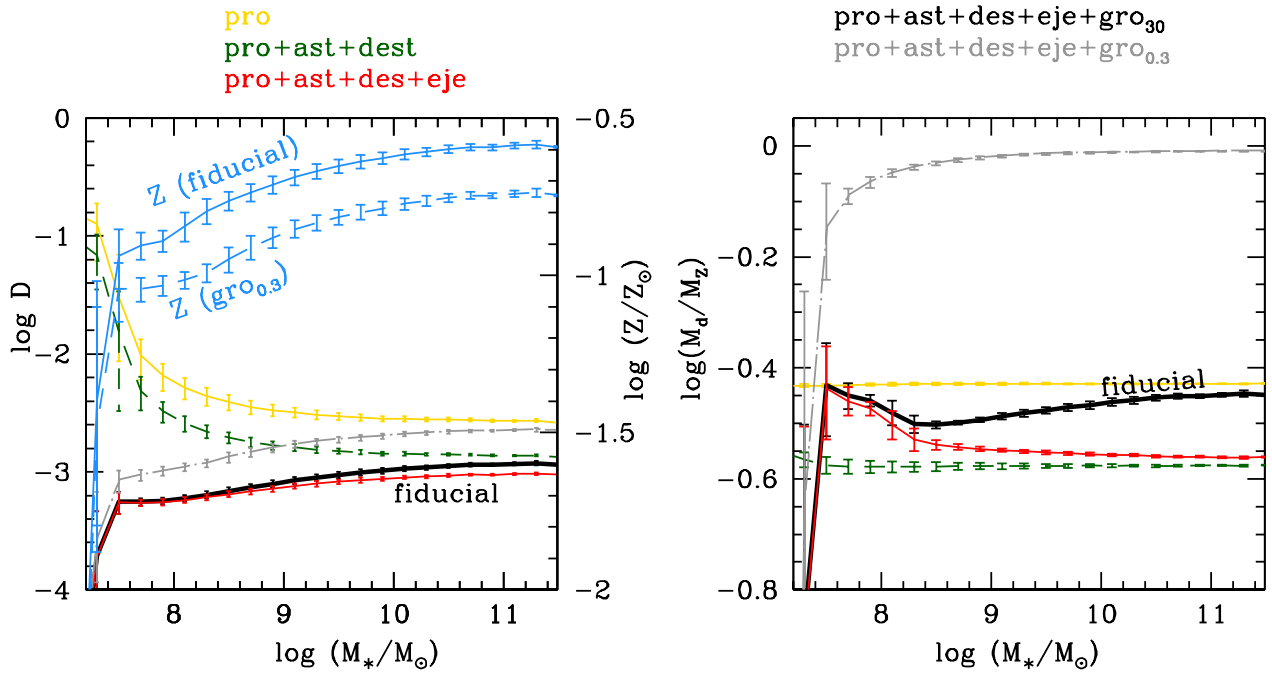 pro
pro+ast+dest
pro+ast+des+eje
pro+ast+des+eje+gro₃₀
pro+ast+des+eje+gro₀.₃
0
−1
−2
−3
−4
log D
Z (fiducial)
Z (gro₀.₃)
fiducial
−0.5
−1
−1.5
−2
log (Z/Z⊙)
8
9
10
11
log (M*/M⊙)
0
−0.2
−0.4
−0.6
−0.8
log(M_d/M_Z)
fiducial
8
9
10
11
log (M*/M⊙)